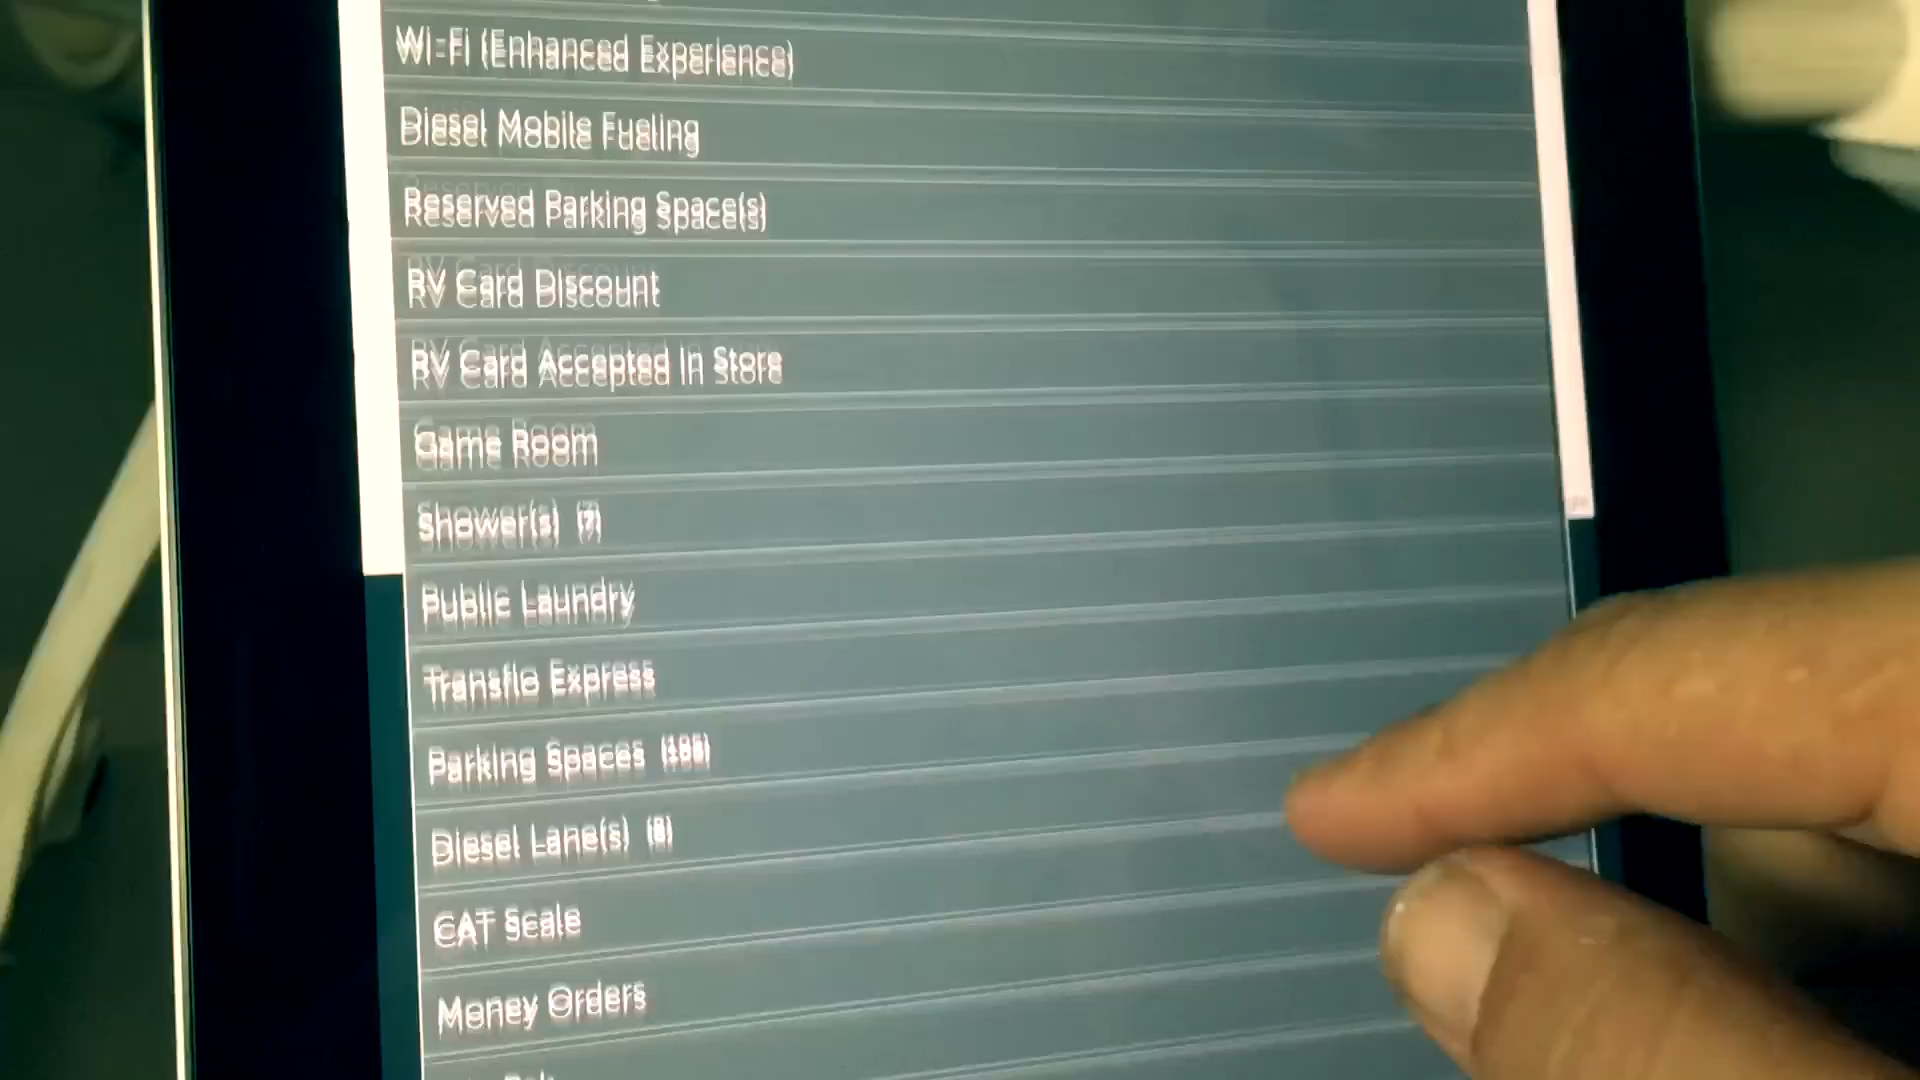 Wi-Fi (Enhanced Experience)
Diesel Mobile Fueling
Reserved Parking Space(s)
RV Card Discount
RV Card Accepted In Store
Game Room
Shower(s) (7)
Public Laundry
Transflo Express
Parking Spaces
Diesel Lane(s) (8)
CAT Scale
Money Orders